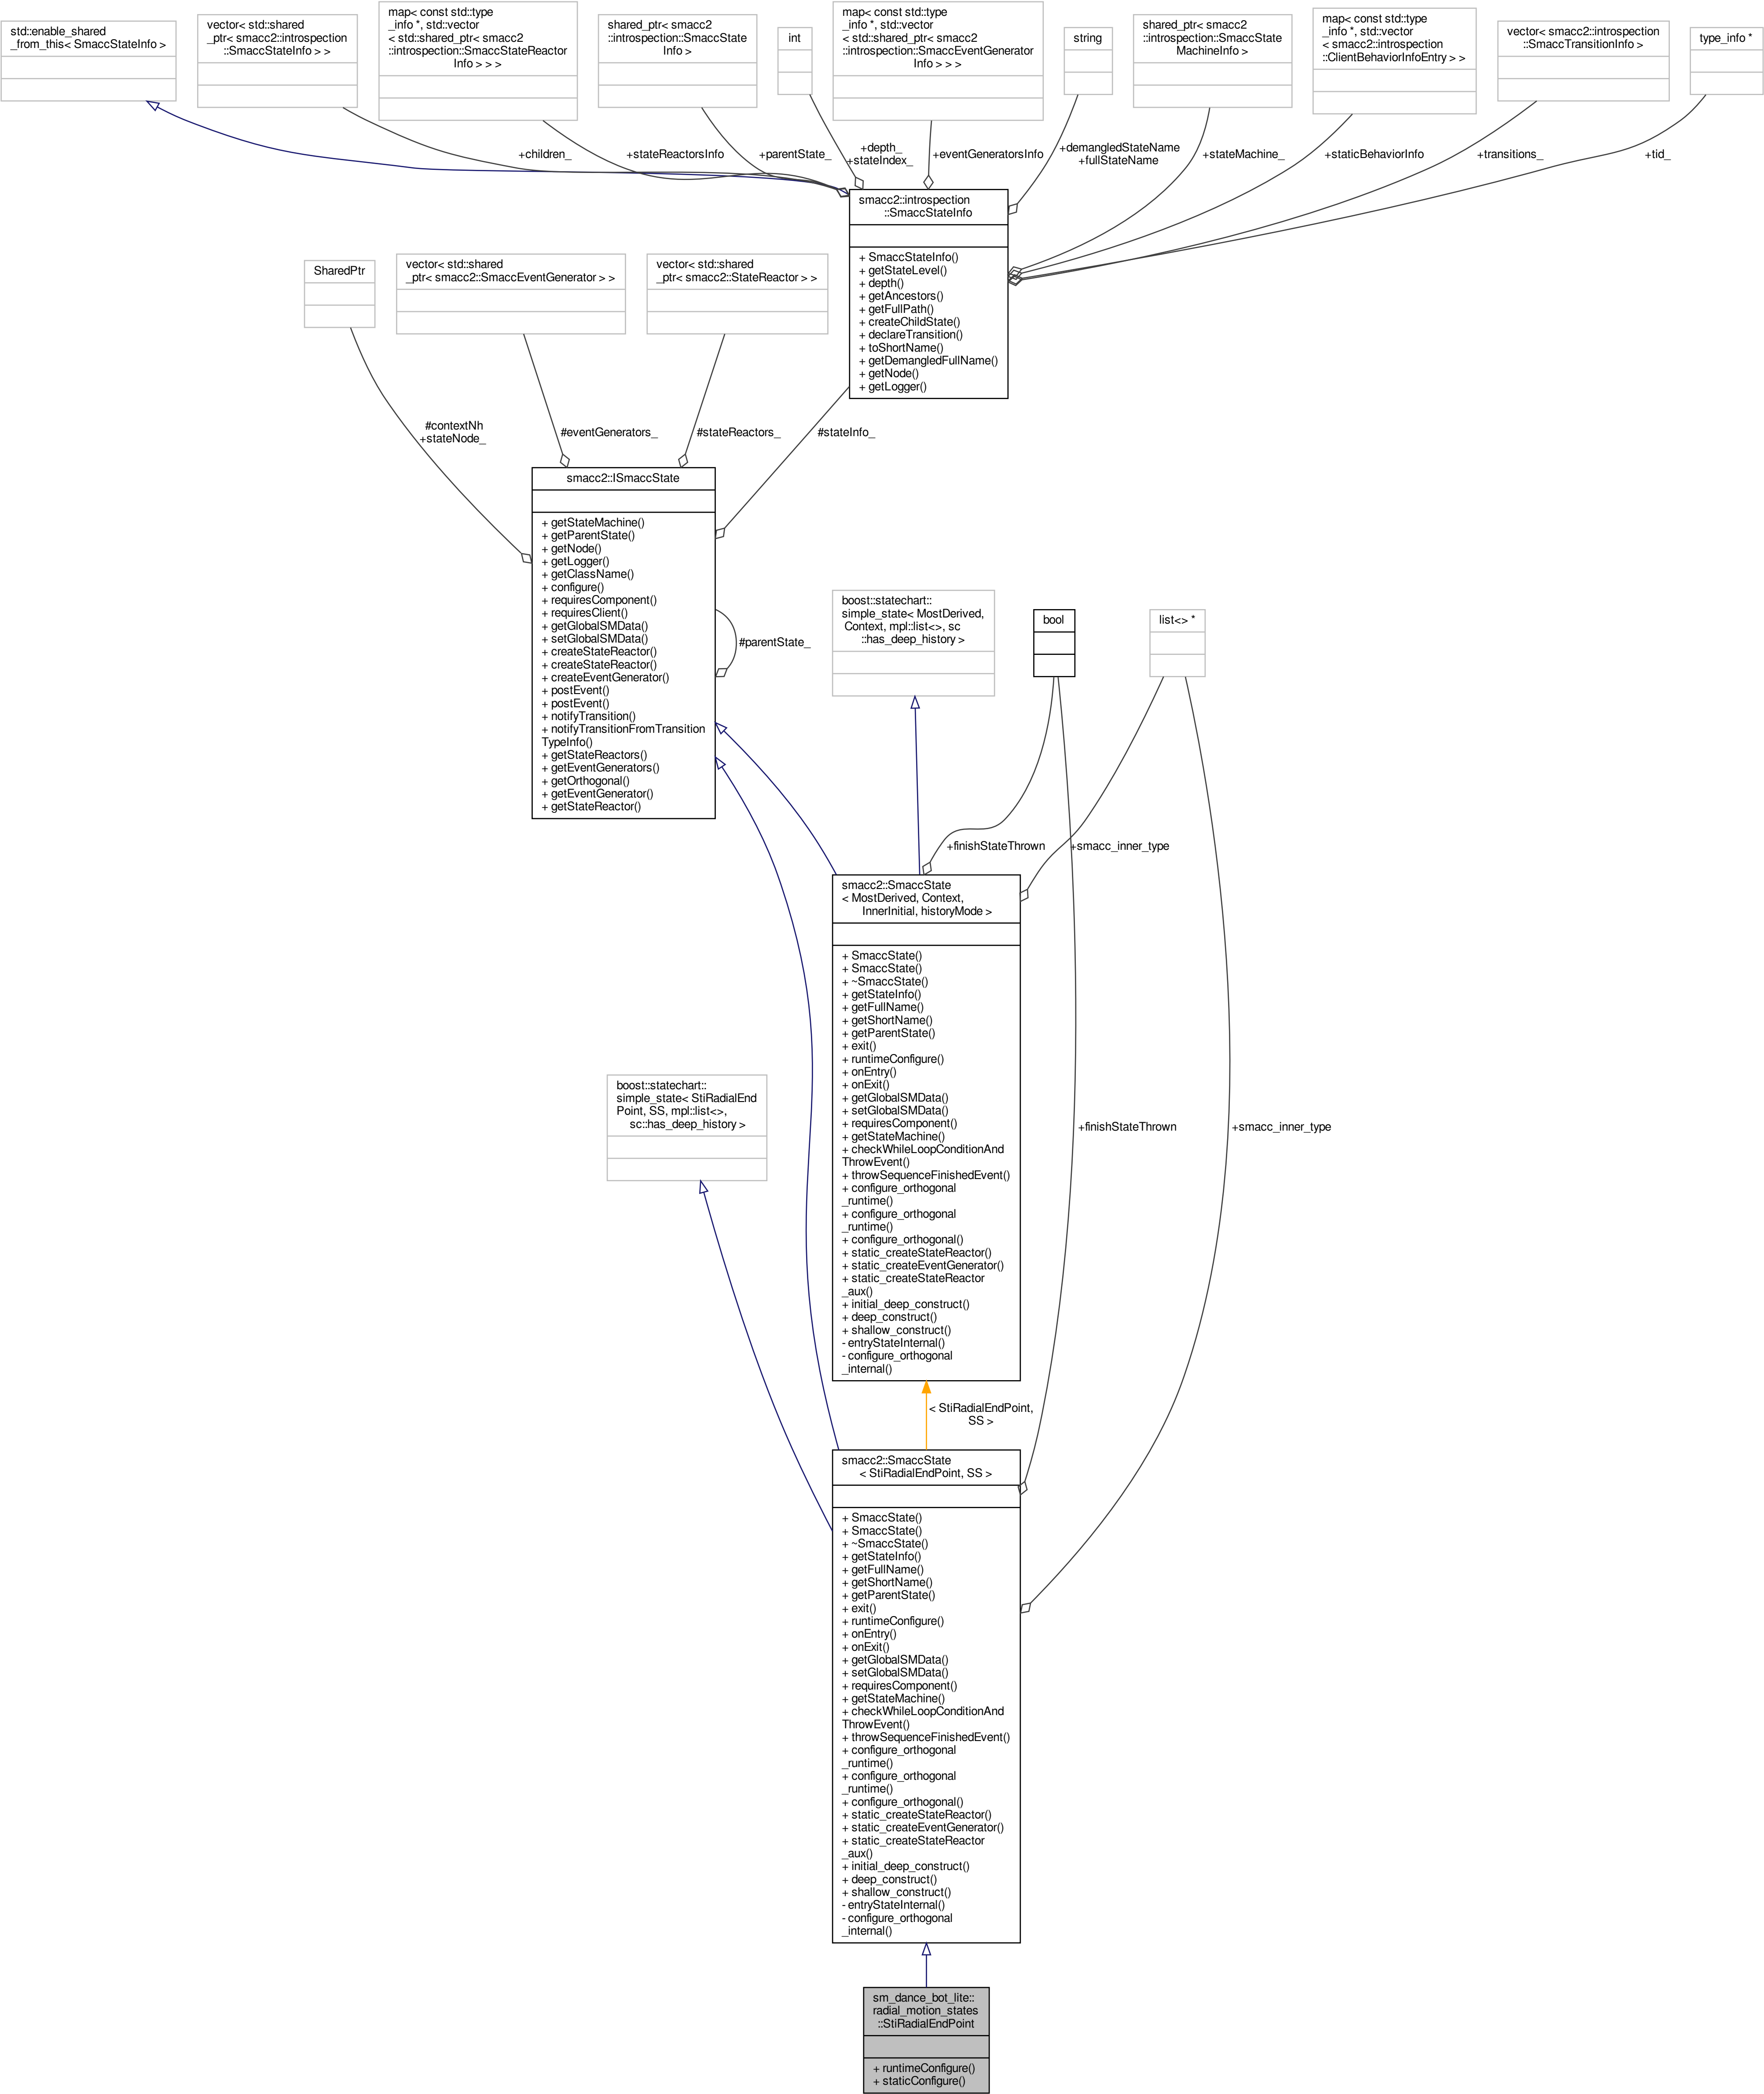 std::enable_shared
_from_this< SmaccStateInfo >
vector< std::shared
_ptr< smacc2::introspection
::SmaccStateInfo > >
map< const std::type
_info *, std::vector
< std::shared_ptr< smacc2
::introspection::SmaccStateReactor
Info > > >
shared_ptr< smacc2
::introspection::SmaccState
Info >
int
map< const std::type
_info *, std::vector
< std::shared_ptr< smacc2
::introspection::SmaccEventGenerator
Info > > >
string
shared_ptr< smacc2
::introspection::SmaccState
MachineInfo >
map< const std::type
_info *, std::vector
< smacc2::introspection
::ClientBehaviorInfoEntry > >
vector< smacc2::introspection
::SmaccTransitionInfo >
type_info *
+children_
+stateReactorsInfo
+parentState_
+depth_
+stateIndex_
+eventGeneratorsInfo
+demangledStateName
+fullStateName
+stateMachine_
+staticBehaviorInfo
+transitions_
+tid_
smacc2::introspection
::SmaccStateInfo
+ SmaccStateInfo()
+ getStateLevel()
+ depth()
+ getAncestors()
+ getFullPath()
+ createChildState()
+ declareTransition()
+ toShortName()
+ getDemangledFullName()
+ getNode()
+ getLogger()
SharedPtr
vector< std::shared
_ptr< smacc2::SmaccEventGenerator > >
vector< std::shared
_ptr< smacc2::StateReactor > >
#contextNh
+stateNode_
#eventGenerators_
#stateReactors_
#stateInfo_
smacc2::ISmaccState
+ getStateMachine()
+ getParentState()
+ getNode()
+ getLogger()
+ getClassName()
+ configure()
+ requiresComponent()
+ requiresClient()
+ getGlobalSMData()
+ setGlobalSMData()
+ createStateReactor()
+ createStateReactor()
+ createEventGenerator()
+ postEvent()
+ postEvent()
+ notifyTransition()
+ notifyTransitionFromTransition
TypeInfo()
+ getStateReactors()
+ getEventGenerators()
+ getOrthogonal()
+ getEventGenerator()
+ getStateReactor()
#parentState_
boost::statechart::
simple_state< MostDerived,
Context, mpl::list<>, sc
::has_deep_history >
bool
list<> *
+finishStateThrown
+smacc_inner_type
smacc2::SmaccState
< MostDerived, Context,
InnerInitial, historyMode >
+ SmaccState()
+ SmaccState()
+ ~SmaccState()
+ getStateInfo()
+ getFullName()
+ getShortName()
+ getParentState()
+ exit()
+ runtimeConfigure()
+ onEntry()
+ onExit()
+ getGlobalSMData()
+ setGlobalSMData()
+ requiresComponent()
+ getStateMachine()
+ checkWhileLoopConditionAnd
ThrowEvent()
+ throwSequenceFinishedEvent()
+ configure_orthogonal
_runtime()
+ configure_orthogonal
_runtime()
+ configure_orthogonal()
+ static_createStateReactor()
+ static_createEventGenerator()
+ static_createStateReactor
_aux()
+ initial_deep_construct()
+ deep_construct()
+ shallow_construct()
- entryStateInternal()
- configure_orthogonal
_internal()
boost::statechart::
simple_state< StiRadialEnd
Point, SS, mpl::list<>,
sc::has_deep_history >
+finishStateThrown
+smacc_inner_type
< StiRadialEndPoint,
SS >
smacc2::SmaccState
< StiRadialEndPoint, SS >
+ SmaccState()
+ SmaccState()
+ ~SmaccState()
+ getStateInfo()
+ getFullName()
+ getShortName()
+ getParentState()
+ exit()
+ runtimeConfigure()
+ onEntry()
+ onExit()
+ getGlobalSMData()
+ setGlobalSMData()
+ requiresComponent()
+ getStateMachine()
+ checkWhileLoopConditionAnd
ThrowEvent()
+ throwSequenceFinishedEvent()
+ configure_orthogonal
_runtime()
+ configure_orthogonal
_runtime()
+ configure_orthogonal()
+ static_createStateReactor()
+ static_createEventGenerator()
+ static_createStateReactor
_aux()
+ initial_deep_construct()
+ deep_construct()
+ shallow_construct()
- entryStateInternal()
- configure_orthogonal
_internal()
sm_dance_bot_lite::
radial_motion_states
::StiRadialEndPoint
+ runtimeConfigure()
+ staticConfigure()